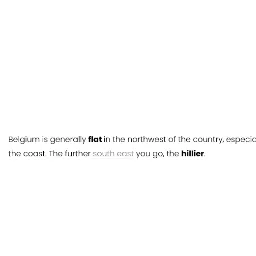 Belgium is generally flat in the northwest of the country, especic
the coast. The further south east you go, the hillier.